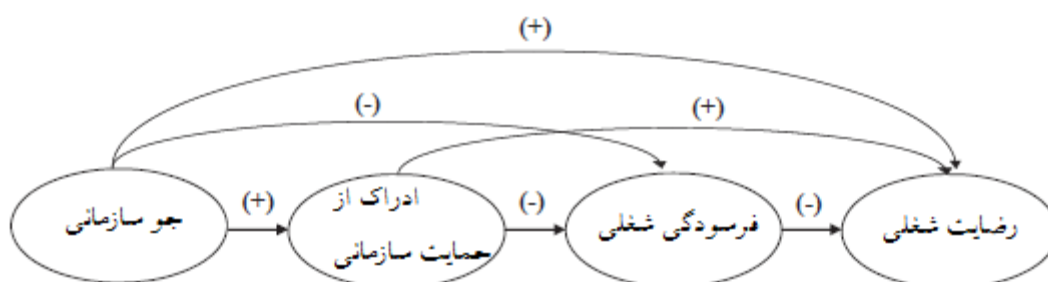 (+)
(-)
(+)
جو سازمانی
(+)
ادراک از
حمایت سازمانی
(-)
فرسودگی شغلی
(-)
رضایت شغلی